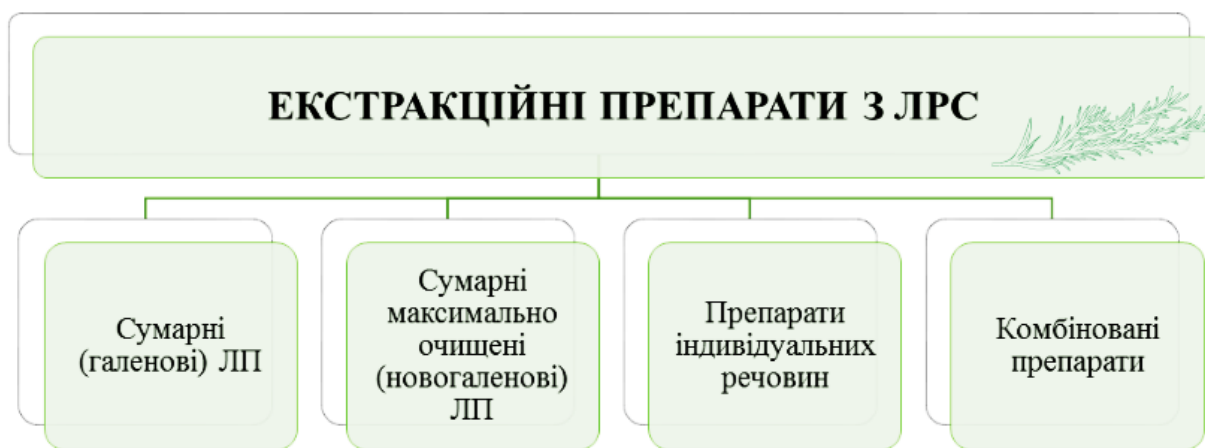 ЕКСТРАКЦІЙНІ ПРЕПАРАТИ З ЛРС
Сумарні
(галенові) ЛП
Сумарні
максимально
очищені
(новогаленові)
ЛП
Препарати
індивідуальних
речовин
Комбіновані
препарати